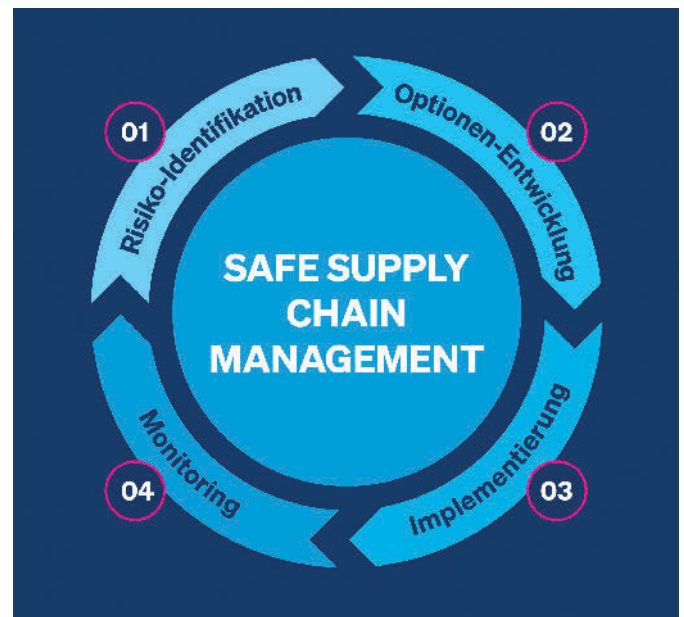 01
Risiko-Identifikation
Optionen-Entwicklung
02
SAFE SUPPLY
CHAIN
MANAGEMENT
Implementierung
03
Monitoring
04